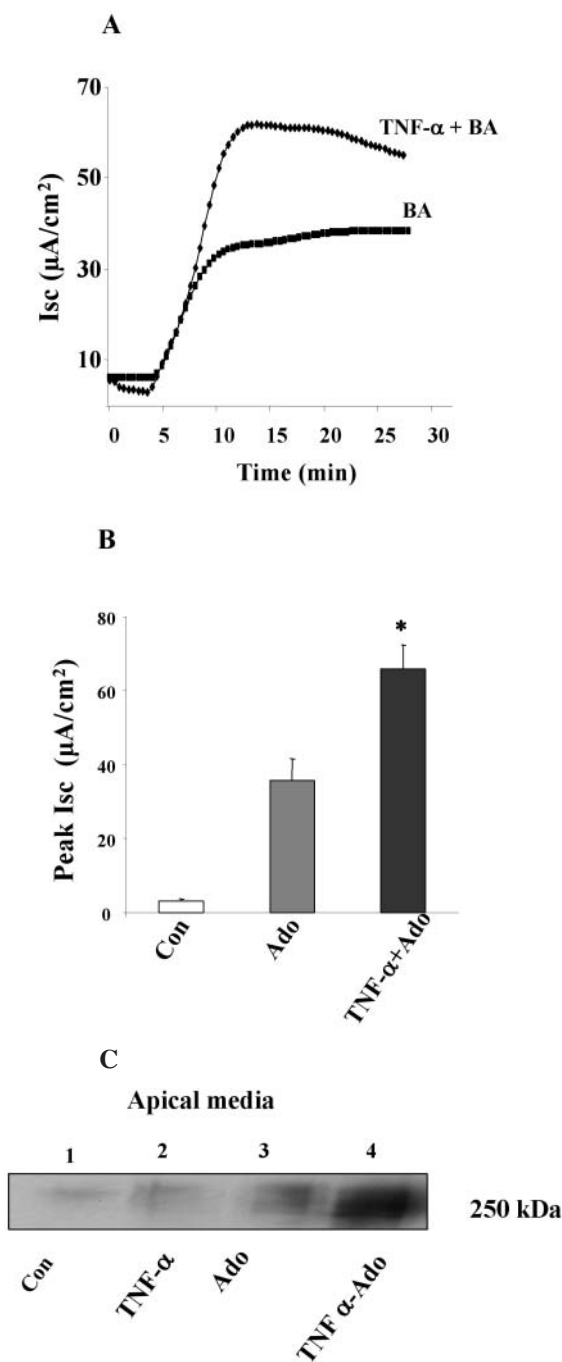 A
70
50
30
10
Isc (µA/cm²)
TNF-α + BA
BA
0 5 10 15 20 25 30
Time (min)
B
80
60
40
20
0
Peak Isc (µA/cm²)
*
Con
Ado
TNF-α+Ado
C
Apical media
1 2 3 4
250 kDa
Con
TNF-α
Ado
TNF α-Ado